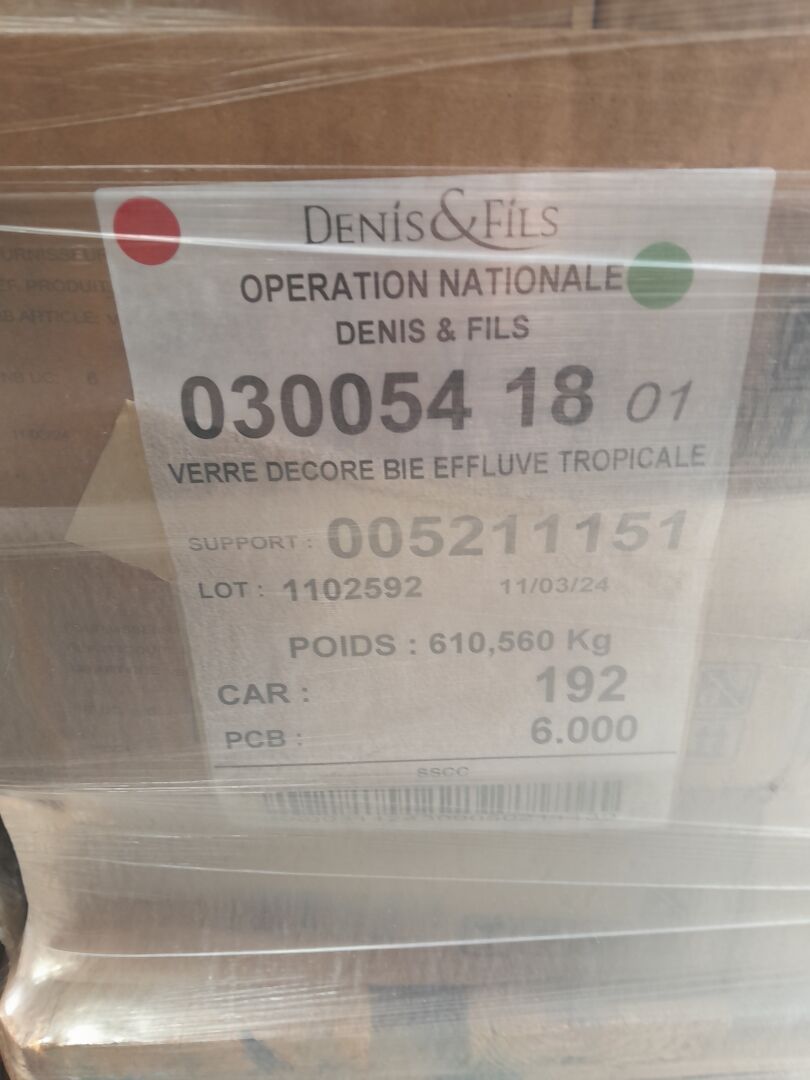 DENIS&FILS
OPERATION NATIONALE
DENIS & FILS
030054 18 01
VERRE DECORE BIE EFFLUVE TROPICALE
SUPPORT : 005211151
LOT : 1102592 11/03/24
POIDS : 610,560 Kg
CAR : 192
PCB : 6.000
SSCC